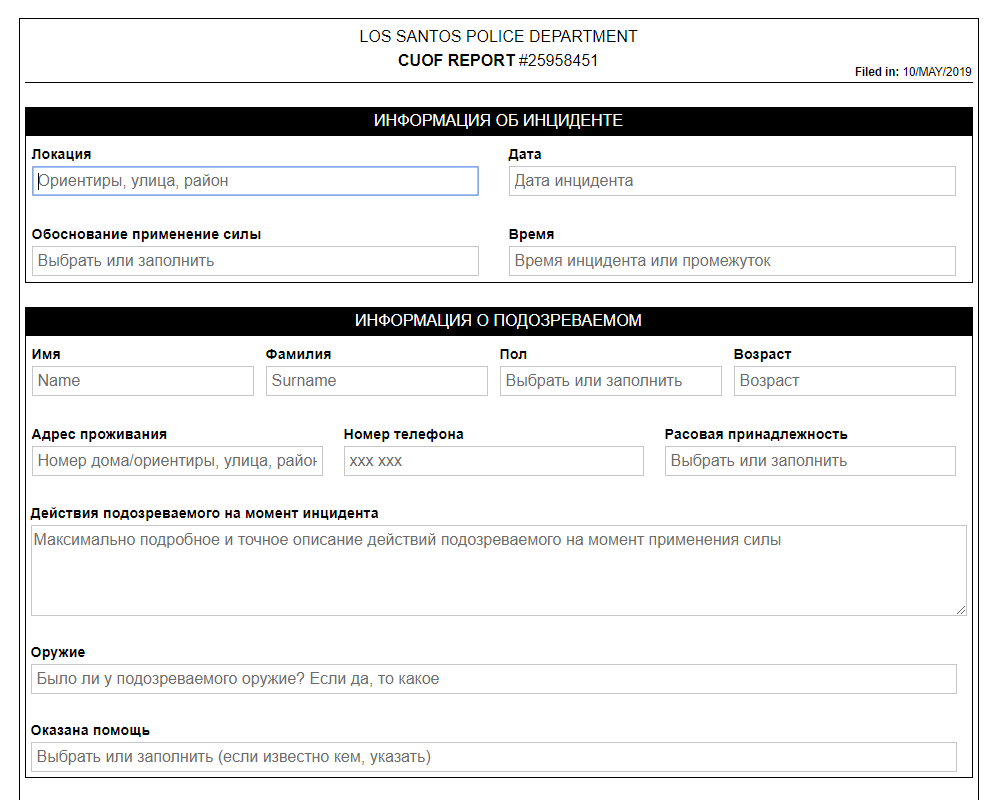 LOS SANTOS POLICE DEPARTMENT
CUOF REPORT #25958451
Filed in: 10/MAY/2019
ИНФОРМАЦИЯ ОБ ИНЦИДЕНТЕ
Локация Дата
Ориентиры, улица, район Дата инцидента
Обоснование применение силы Время
Выбрать или заполнить Время инцидента или промежуток
ИНФОРМАЦИЯ О ПОДОЗРЕВАЕМОМ
Имя Фамилия Пол Возраст
Name Surname Выбрать или заполнить Возраст
Адрес проживания Номер телефона Расовая принадлежность
Номер дома/ориентиры, улица, район xxx xxx Выбрать или заполнить
Действия подозреваемого на момент инцидента
Максимально подробное и точное описание действий подозреваемого на момент применения силы
Оружие
Было ли у подозреваемого оружие? Если да, то какое
Оказана помощь
Выбрать или заполнить (если известно кем, указать)